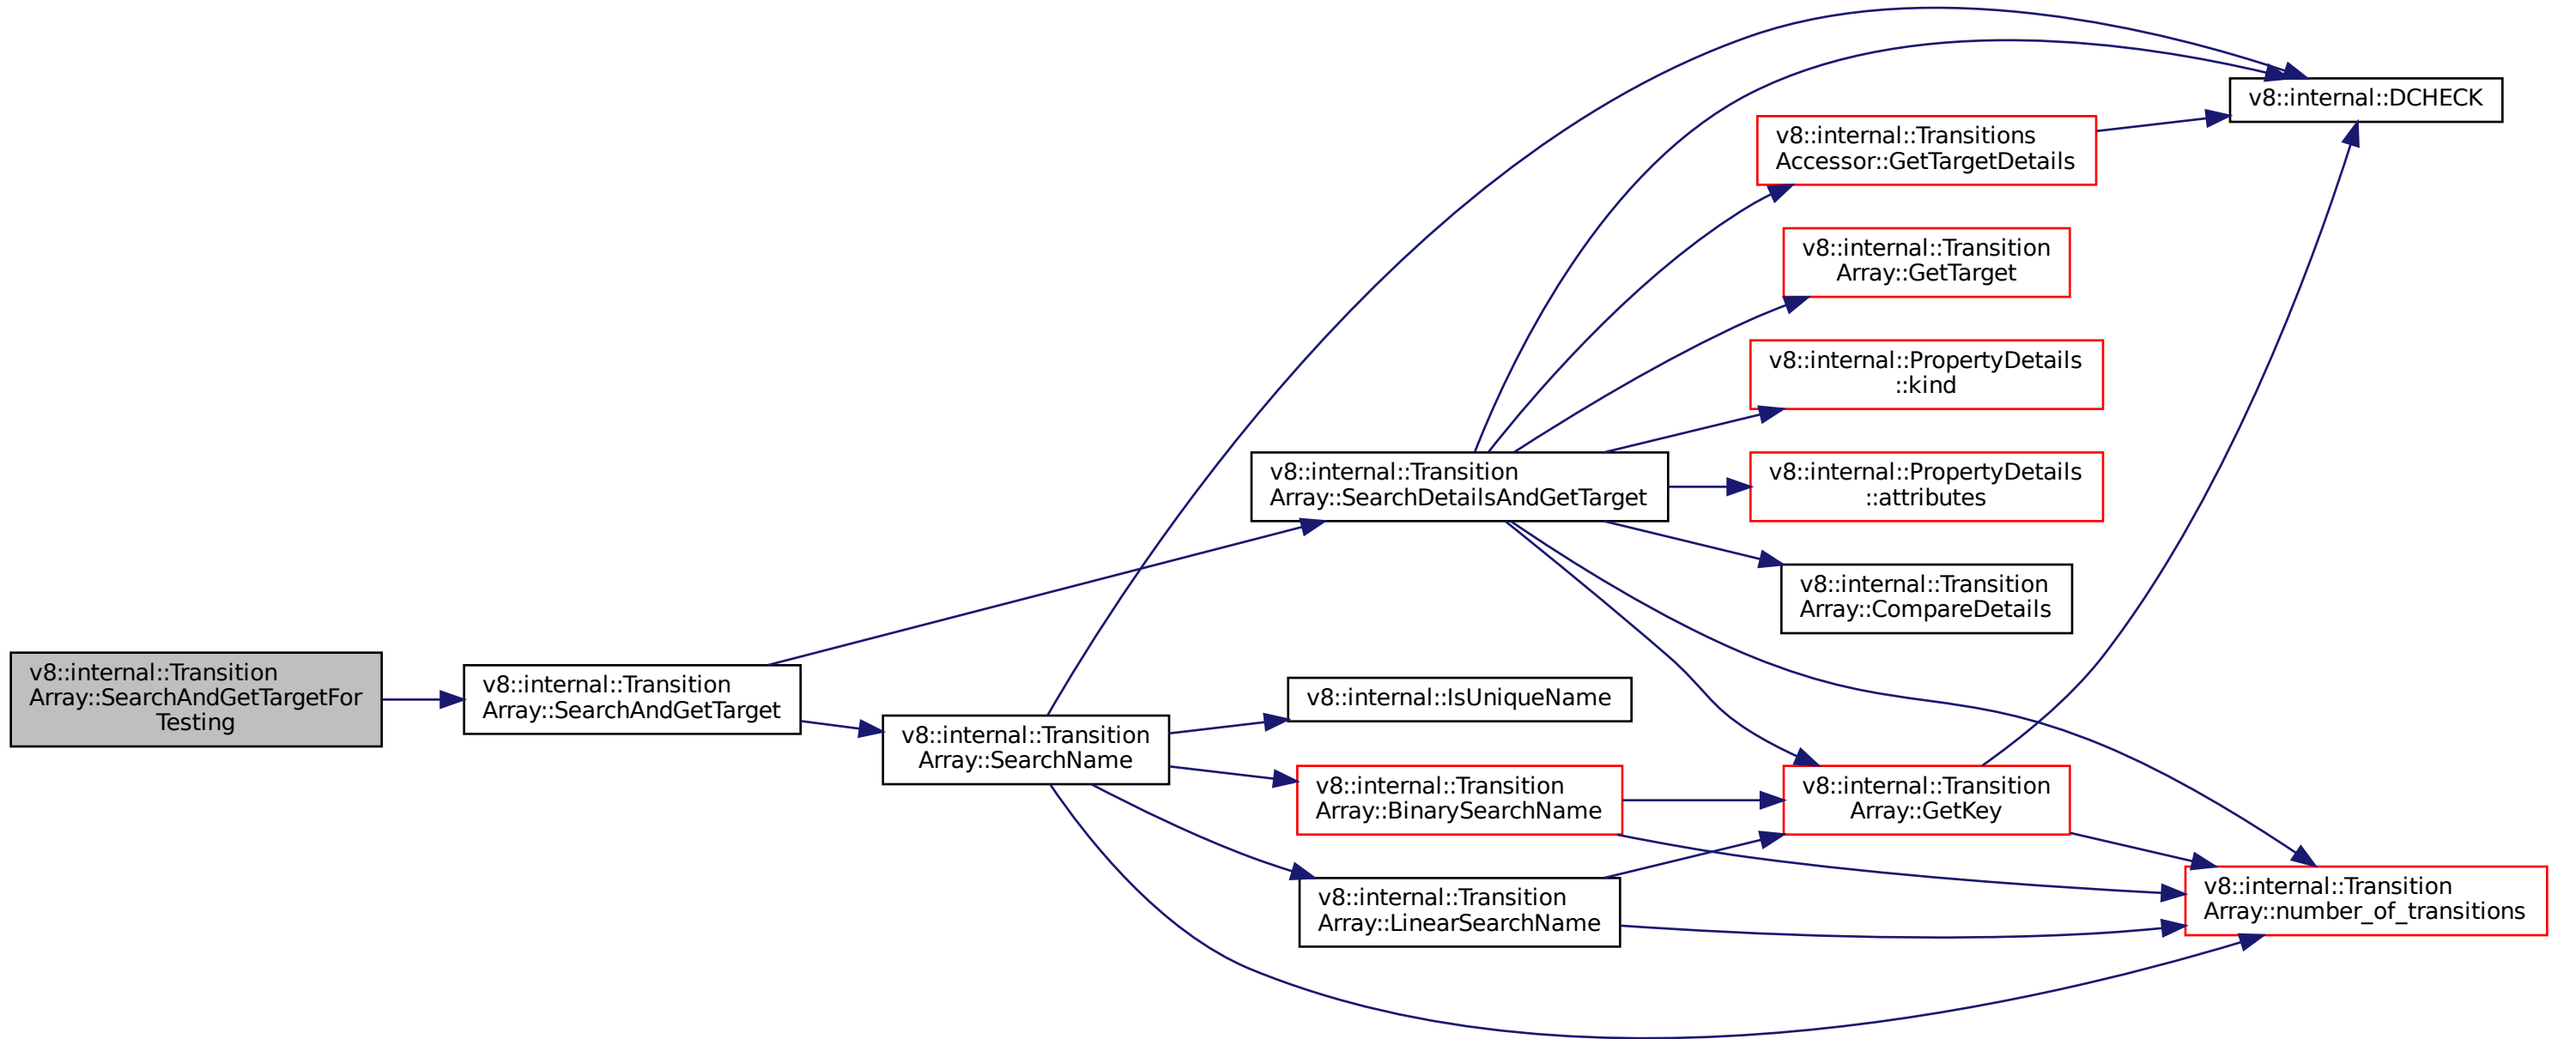 v8::internal::Transition
Array::SearchAndGetTargetFor
Testing
v8::internal::Transition
Array::SearchAndGetTarget
v8::internal::Transition
Array::SearchDetailsAndGetTarget
v8::internal::Transition
Array::SearchName
v8::internal::DCHECK
v8::internal::Transitions
Accessor::GetTargetDetails
v8::internal::Transition
Array::GetTarget
v8::internal::PropertyDetails
::kind
v8::internal::PropertyDetails
::attributes
v8::internal::Transition
Array::CompareDetails
v8::internal::IsUniqueName
v8::internal::Transition
Array::BinarySearchName
v8::internal::Transition
Array::GetKey
v8::internal::Transition
Array::LinearSearchName
v8::internal::Transition
Array::number_of_transitions